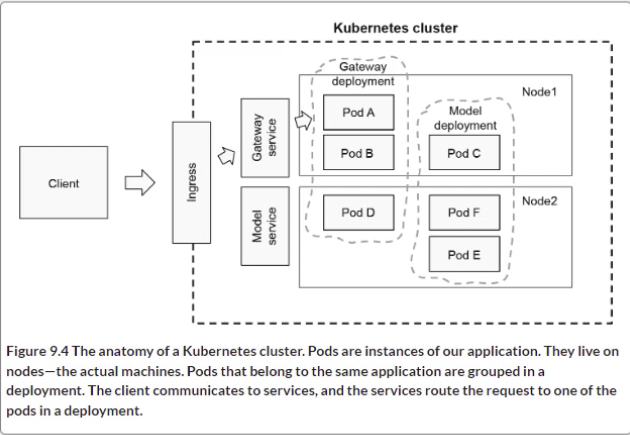 Kubernetes cluster
Gateway
deployment
Node1
Pod A
Model
deployment
Gateway
service
Pod B
Pod C
Client
Ingress
Model
service
Pod D
Pod F
Node2
Pod E
Figure 9.4 The anatomy of a Kubernetes cluster. Pods are instances of our application. They live on
nodes—the actual machines. Pods that belong to the same application are grouped in a
deployment. The client communicates to services, and the services route the request to one of the
pods in a deployment.